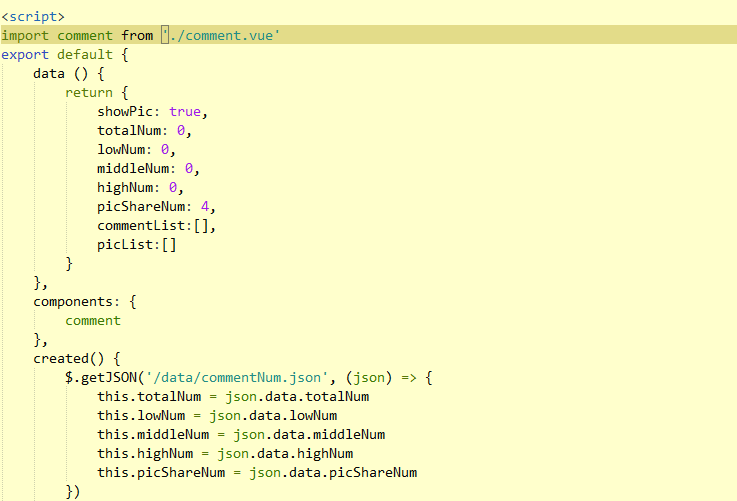 <script>
import comment from './comment.vue'
export default {
    data () {
        return {
            showPic: true,
            totalNum: 0,
            lowNum: 0,
            middleNum: 0,
            highNum: 0,
            picShareNum: 4,
            commentList:[],
            picList:[]
        }
    },
    components: {
        comment
    },
    created() {
        $.getJSON('/data/commentNum.json', (json) => {
            this.totalNum = json.data.totalNum
            this.lowNum = json.data.lowNum
            this.middleNum = json.data.middleNum
            this.highNum = json.data.highNum
            this.picShareNum = json.data.picShareNum
        })